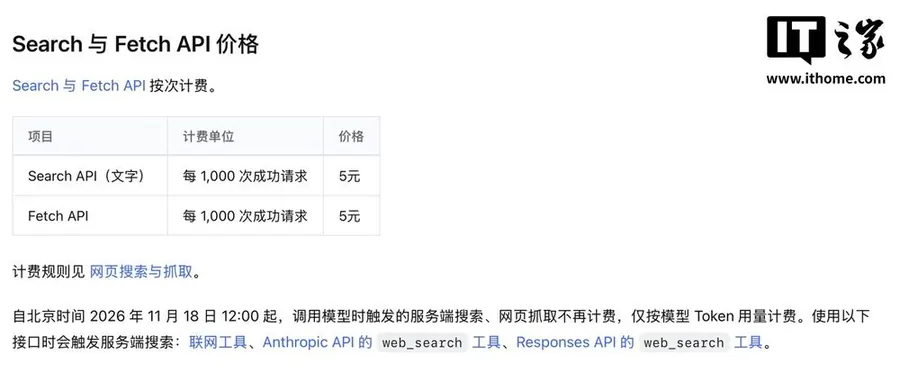 Search 与 Fetch API 价格
IT之家
www.ithome.com
Search 与 Fetch API 按次计费。
项目 计费单位 价格
Search API（文字） 每 1,000 次成功请求 5元
Fetch API 每 1,000 次成功请求 5元
计费规则见 网页搜索与抓取。
自北京时间 2026 年 11 月 18 日 12:00 起，调用模型时触发的服务端搜索、网页抓取不再计费，仅按模型 Token 用量计费。使用以下
接口时会触发服务端搜索：联网工具、Anthropic API 的 web_search 工具、Responses API 的 web_search 工具。